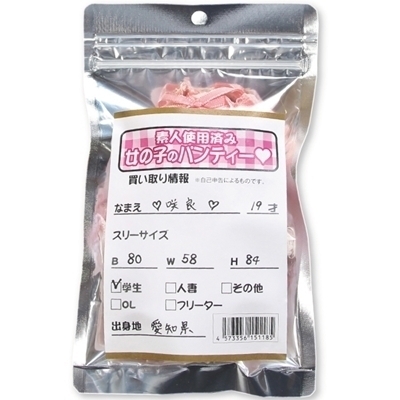 素人使用済み
女の子のパンティー♡
買い取り情報 ※自己申告によるものです。
なまえ ♡咲良♡ 19才
スリーサイズ
B 80 W 58 H 84
☑学生 □人妻 □その他
□OL □フリーター
出身地 愛知県
4 573356 151185